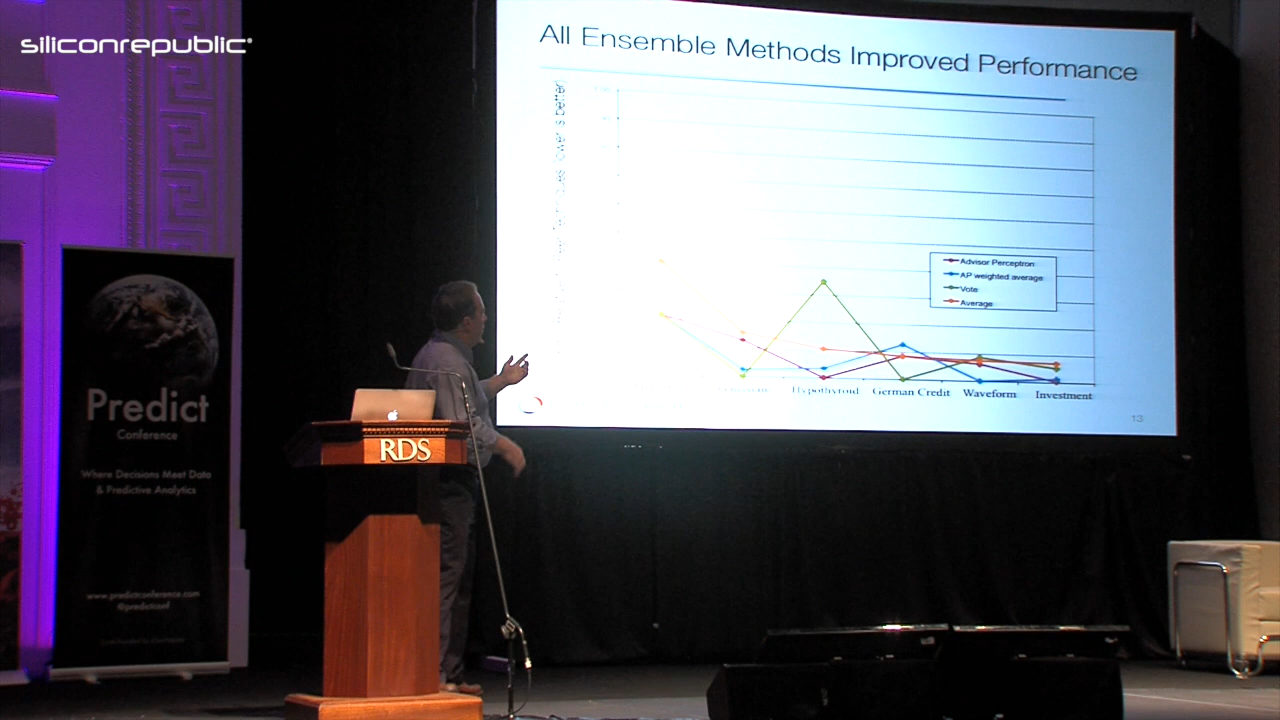 siliconrepublic
All Ensemble Methods Improved Performance
Advisor Perceptron
AP weighted average
Vote
Average
Hypothyroid German Credit Waveform Investment
13
Predict
Conference
Where Decisions Meet Data
& Predictive Analytics
www.predictconference.com
@predictconf
RDS